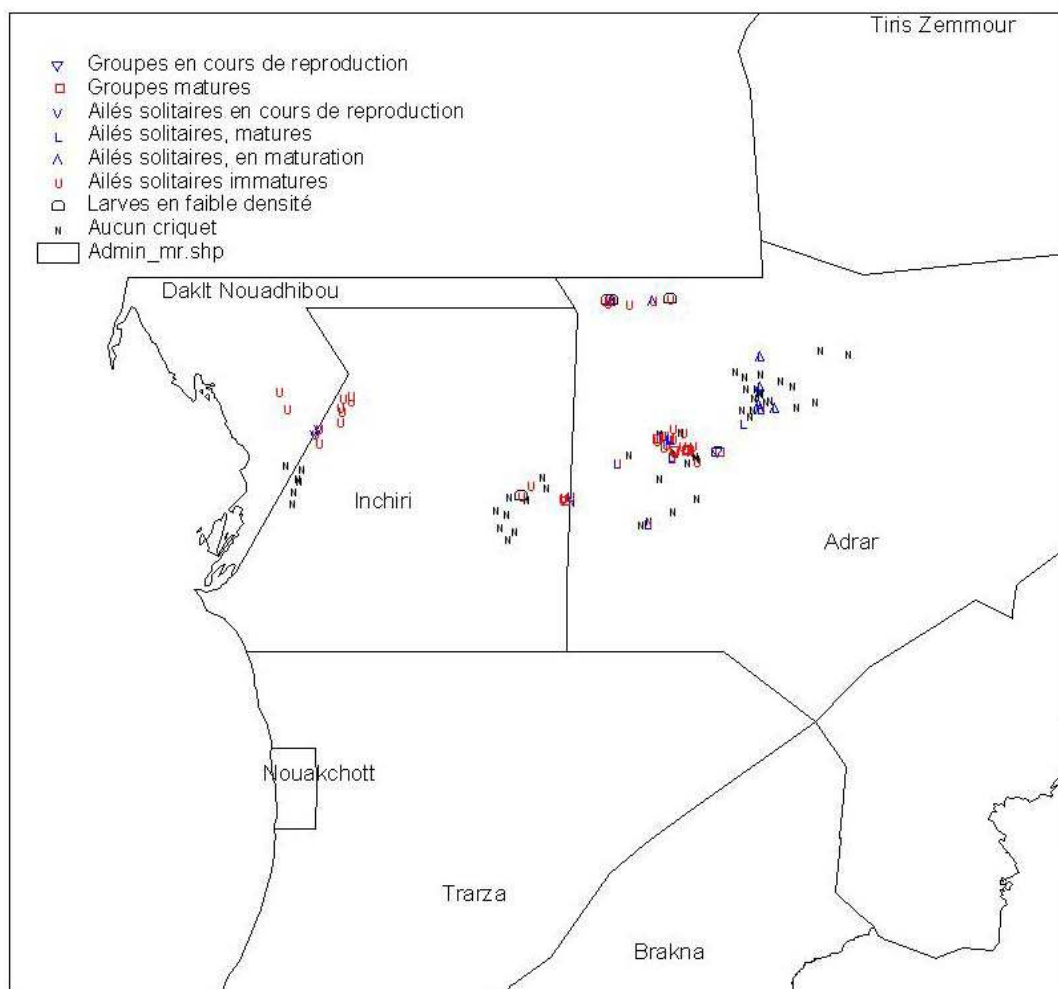 Tiris Zemmour
Groupes en cours de reproduction
Groupes matures
Ailés solitaires en cours de reproduction
Ailés solitaires, matures
Ailés solitaires, en maturation
Ailés solitaires immatures
Larves en faible densité
Aucun criquet
Admin_mr.shp
Daklt Nouadhibou
Inchiri
Adrar
Nouakchott
Trarza
Brakna